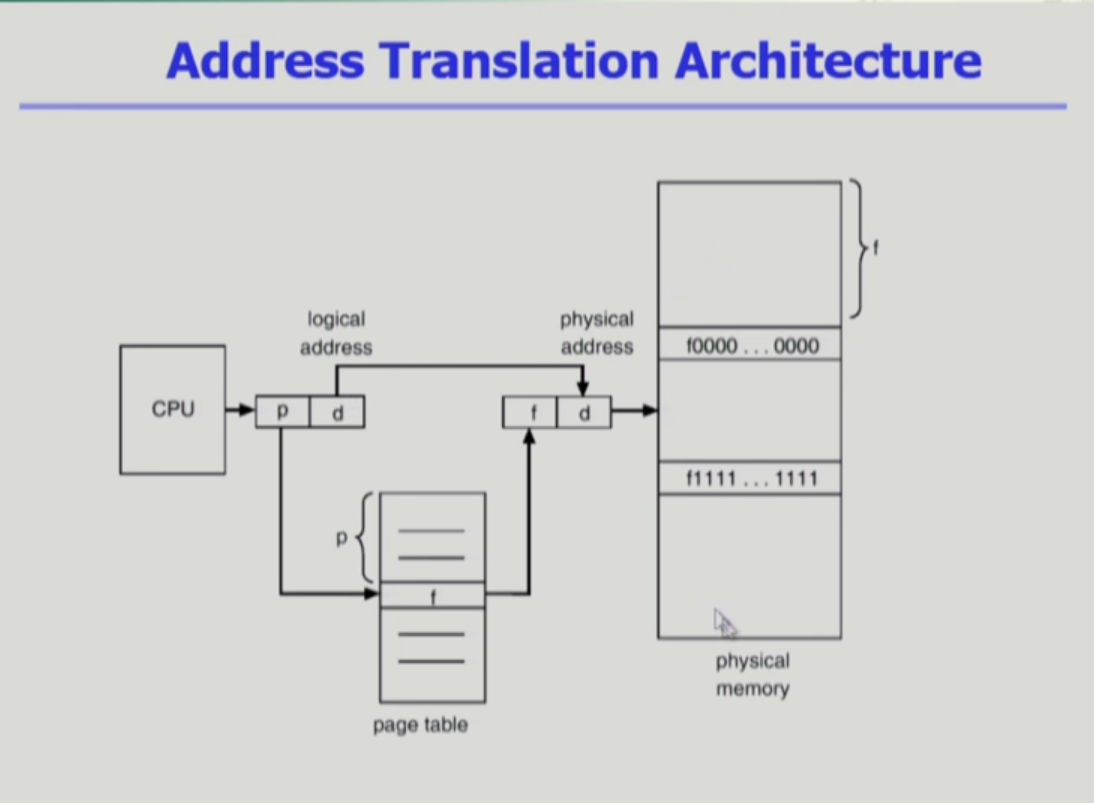 Address Translation Architecture
f
logical
address
physical
address
f0000 . . . 0000
CPU
p
d
f
d
f1111 . . . 1111
p
f
physical
memory
page table